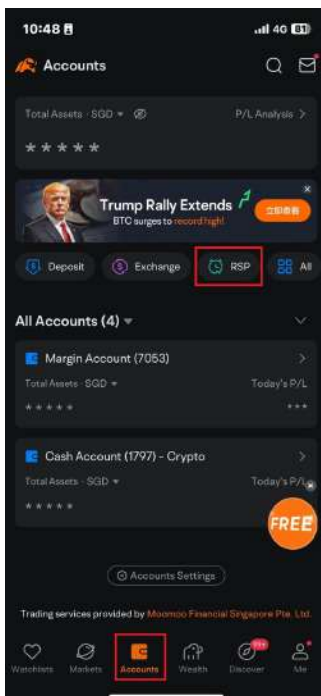 10:48
4G 81
Accounts
Total Assets · SGD
P/L Analysis >
*****
Trump Rally Extends
BTC surges to record high!
立即查看
Deposit
Exchange
RSP
All
All Accounts (4)
Margin Account (7053)
Total Assets · SGD
Today's P/L
*****
***
Cash Account (1797) - Crypto
Total Assets · SGD
Today's P/L
*****
FREE
Accounts Settings
Trading services provided by Moomoo Financial Singapore Pte. Ltd.
99+
Watchlists
Markets
Accounts
Wealth
Discover
Me